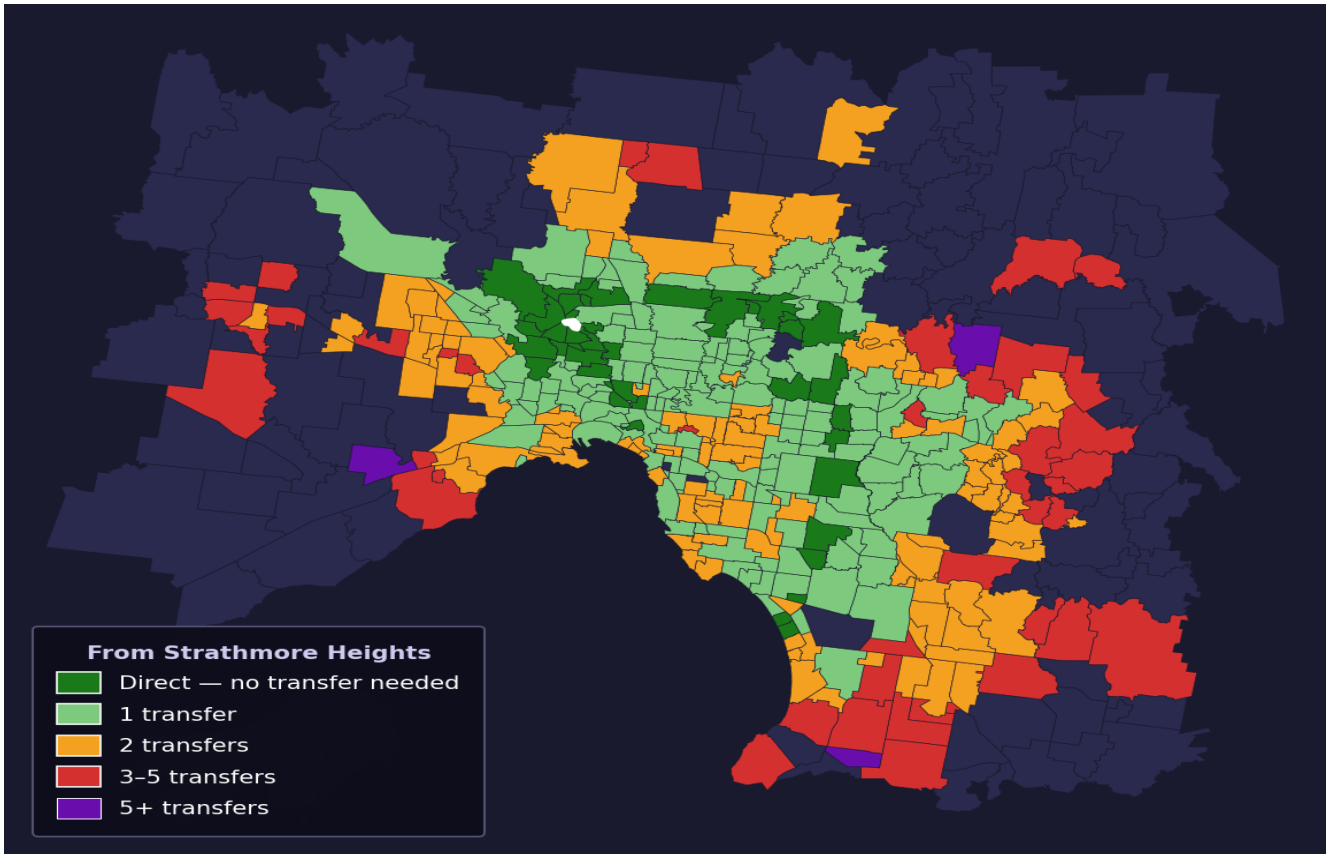 From Strathmore Heights
Direct — no transfer needed
1 transfer
2 transfers
3–5 transfers
5+ transfers